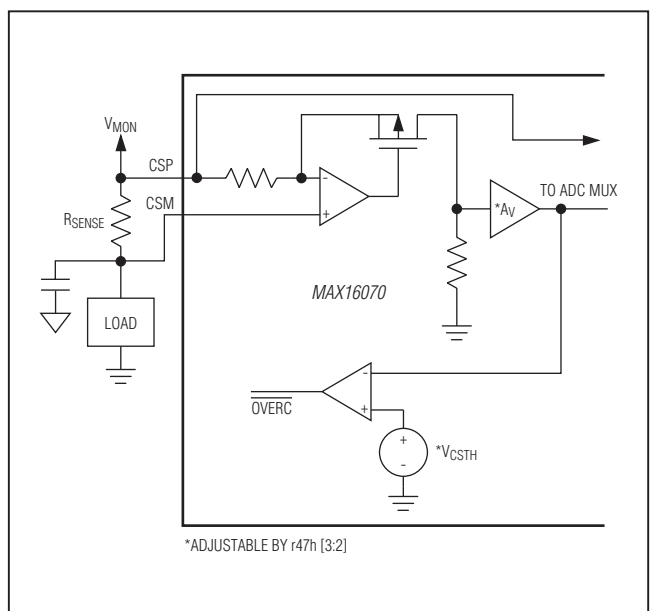 VMON
CSP
CSM
RSENSE
LOAD
-
+
*AV
TO ADC MUX
MAX16070
OVERC
-
+
+
-
*VCSTH
*ADJUSTABLE BY r47h [3:2]